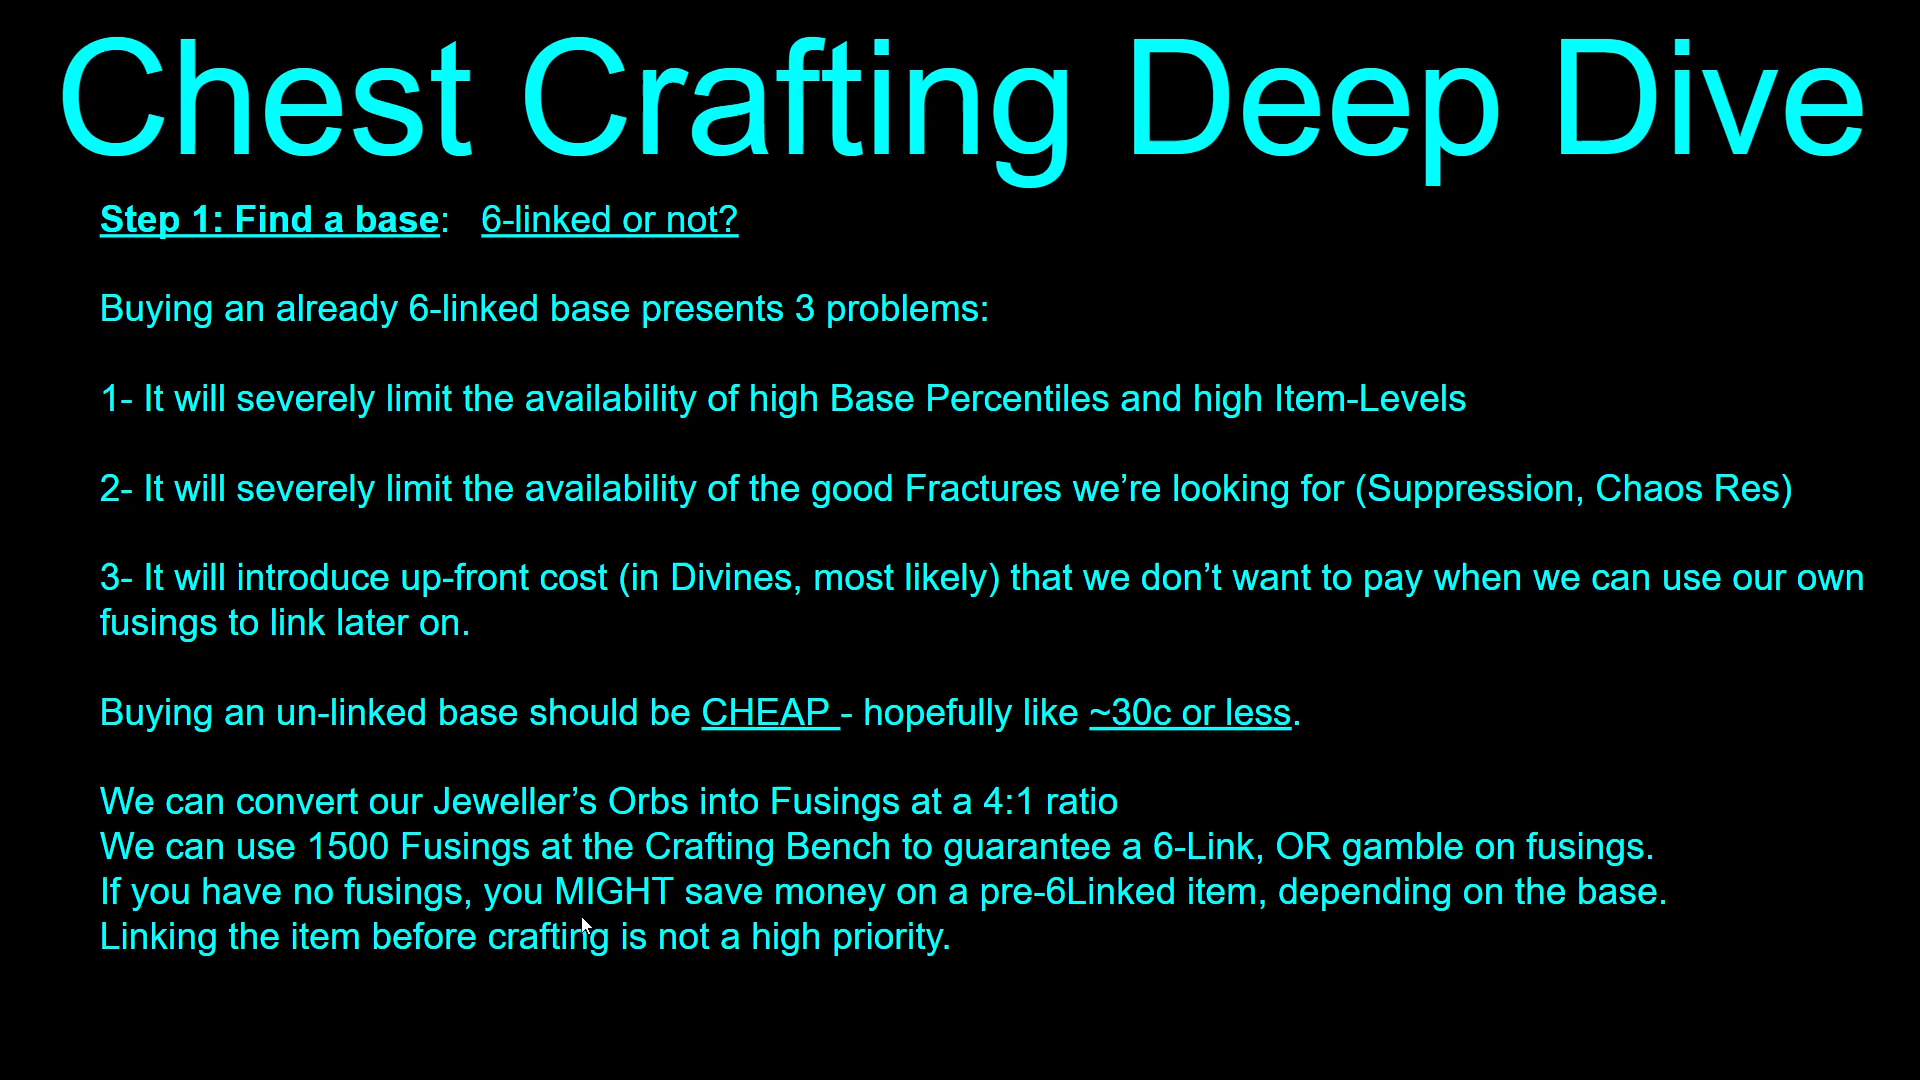 Chest Crafting Deep Dive
Step 1: Find a base: 6-linked or not?
Buying an already 6-linked base presents 3 problems:
1- It will severely limit the availability of high Base Percentiles and high Item-Levels
2- It will severely limit the availability of the good Fractures we’re looking for (Suppression, Chaos Res)
3- It will introduce up-front cost (in Divines, most likely) that we don’t want to pay when we can use our own
fusings to link later on.
Buying an un-linked base should be CHEAP - hopefully like ~30c or less.
We can convert our Jeweller’s Orbs into Fusings at a 4:1 ratio
We can use 1500 Fusings at the Crafting Bench to guarantee a 6-Link, OR gamble on fusings.
If you have no fusings, you MIGHT save money on a pre-6Linked item, depending on the base.
Linking the item before crafting is not a high priority.